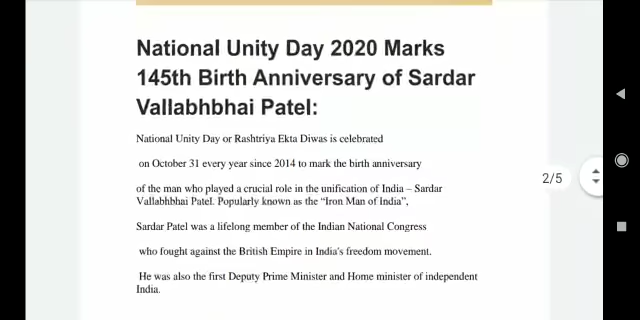 National Unity Day 2020 Marks
145th Birth Anniversary of Sardar
Vallabhbhai Patel:
National Unity Day or Rashtriya Ekta Diwas is celebrated
on October 31 every year since 2014 to mark the birth anniversary
of the man who played a crucial role in the unification of India – Sardar
Vallabhbhai Patel. Popularly known as the “Iron Man of India”,
Sardar Patel was a lifelong member of the Indian National Congress
who fought against the British Empire in India's freedom movement.
He was also the first Deputy Prime Minister and Home minister of independent
India.
2/5